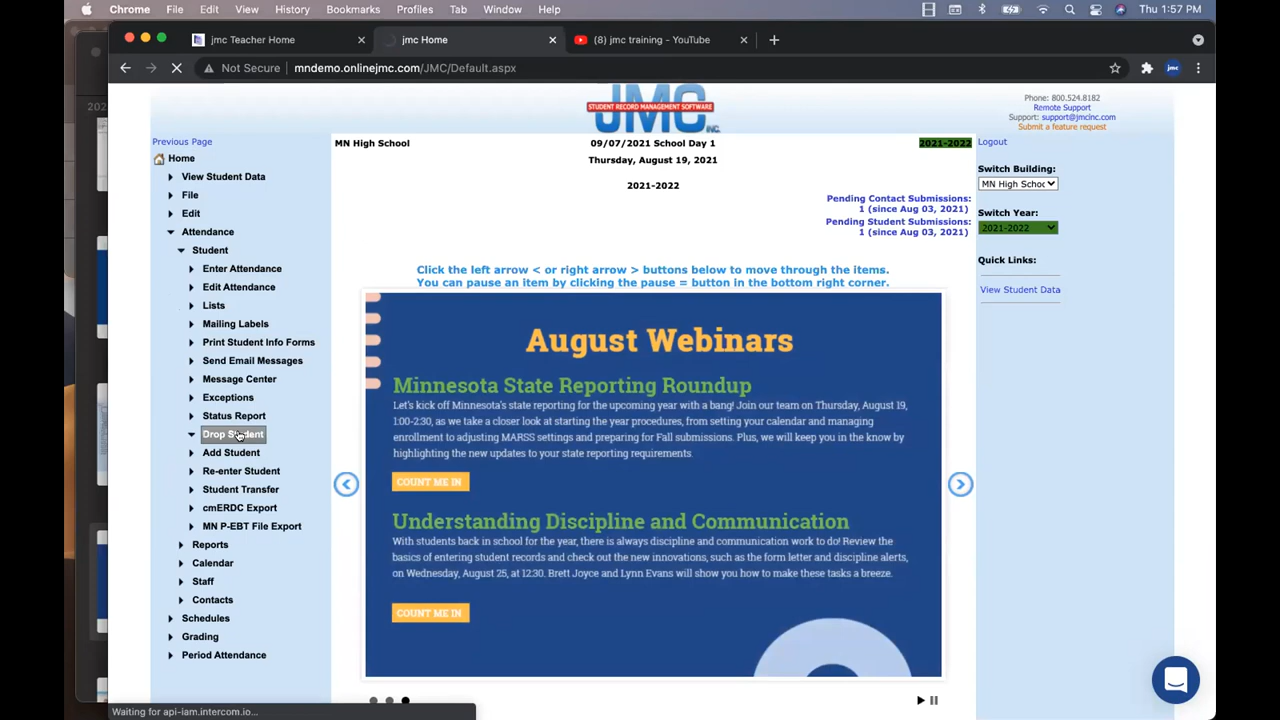 Chrome File Edit View History Bookmarks Profiles Tab Window Help Thu 1:57 PM
jmc Teacher Home jmc Home (8) jmc training - YouTube
Not Secure mndemo.onlinejmc.com/JMC/Default.aspx jmc
JMC INC.
STUDENT RECORD MANAGEMENT SOFTWARE
Phone: 800.524.8182
Remote Support
Support: support@jmcinc.com
Submit a feature request
Previous Page
Home
View Student Data
File
Edit
Attendance
Student
Enter Attendance
Edit Attendance
Lists
Mailing Labels
Print Student Info Forms
Send Email Messages
Message Center
Exceptions
Status Report
Drop Student
Add Student
Re-enter Student
Student Transfer
cmERDC Export
MN P-EBT File Export
Reports
Calendar
Staff
Contacts
Schedules
Grading
Period Attendance
MN High School 09/07/2021 School Day 1 2021-2022
Thursday, August 19, 2021
2021-2022
Pending Contact Submissions:
1 (since Aug 03, 2021)
Pending Student Submissions:
1 (since Aug 03, 2021)
Click the left arrow < or right arrow > buttons below to move through the items.
You can pause an item by clicking the pause = button in the bottom right corner.
August Webinars
Minnesota State Reporting Roundup
Let's kick off Minnesota's state reporting for the upcoming year with a bang! Join our team on Thursday, August 19,
1:00-2:30, as we take a closer look at starting the year procedures, from setting your calendar and managing
enrollment to adjusting MARSS settings and preparing for Fall submissions. Plus, we will keep you in the know by
highlighting the new updates to your state reporting requirements.
COUNT ME IN
Understanding Discipline and Communication
With students back in school for the year, there is always discipline and communication work to do! Review the
basics of entering student records and check out the new innovations, such as the form letter and discipline alerts,
on Wednesday, August 25, at 12:30. Brett Joyce and Lynn Evans will show you how to make these tasks a breeze.
COUNT ME IN
Logout
Switch Building:
MN High Schoo
Switch Year:
2021-2022
Quick Links:
View Student Data
Waiting for api-iam.intercom.io...